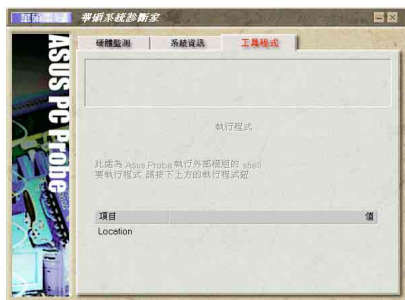 華碩系統診斷家
硬體監測 系統資訊 工具程式
ASUS PC Probe
執行程式
此處為 Asus Probe 執行外部模組的 shell
要執行程式 請按下上方的執行程式鈕
項目 值
Location